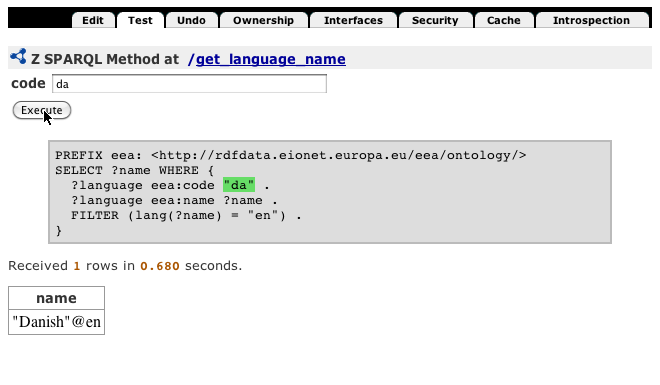 Edit Test Undo Ownership Interfaces Security Cache Introspection
Z SPARQL Method at /get_language_name
code da
Execute
PREFIX eea: <http://rdfdata.eionet.europa.eu/eea/ontology/>
SELECT ?name WHERE {
?language eea:code "da" .
?language eea:name ?name .
FILTER (lang(?name) = "en") .
}
Received 1 rows in 0.680 seconds.
name
"Danish"@en